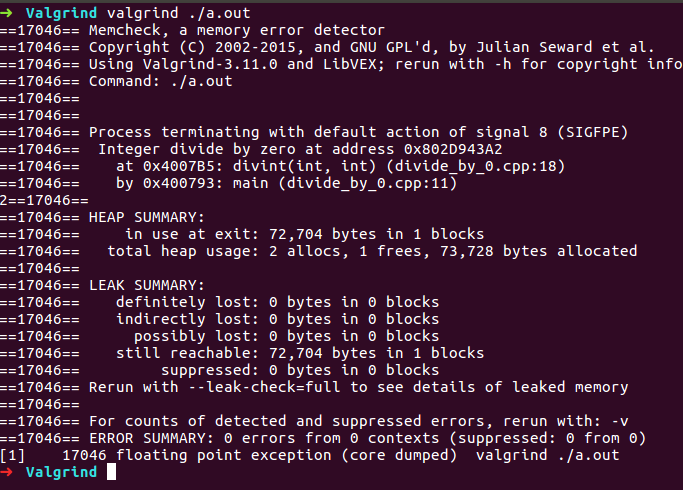 ➜  Valgrind valgrind ./a.out
==17046== Memcheck, a memory error detector
==17046== Copyright (C) 2002-2015, and GNU GPL'd, by Julian Seward et al.
==17046== Using Valgrind-3.11.0 and LibVEX; rerun with -h for copyright info
==17046== Command: ./a.out
==17046==
==17046==
==17046== Process terminating with default action of signal 8 (SIGFPE)
==17046==  Integer divide by zero at address 0x802D943A2
==17046==    at 0x4007B5: divint(int, int) (divide_by_0.cpp:18)
==17046==    by 0x400793: main (divide_by_0.cpp:11)
2==17046==
==17046== HEAP SUMMARY:
==17046==     in use at exit: 72,704 bytes in 1 blocks
==17046==   total heap usage: 2 allocs, 1 frees, 73,728 bytes allocated
==17046==
==17046== LEAK SUMMARY:
==17046==    definitely lost: 0 bytes in 0 blocks
==17046==    indirectly lost: 0 bytes in 0 blocks
==17046==      possibly lost: 0 bytes in 0 blocks
==17046==    still reachable: 72,704 bytes in 1 blocks
==17046==         suppressed: 0 bytes in 0 blocks
==17046== Rerun with --leak-check=full to see details of leaked memory
==17046==
==17046== For counts of detected and suppressed errors, rerun with: -v
==17046== ERROR SUMMARY: 0 errors from 0 contexts (suppressed: 0 from 0)
[1]    17046 floating point exception (core dumped)  valgrind ./a.out
➜  Valgrind